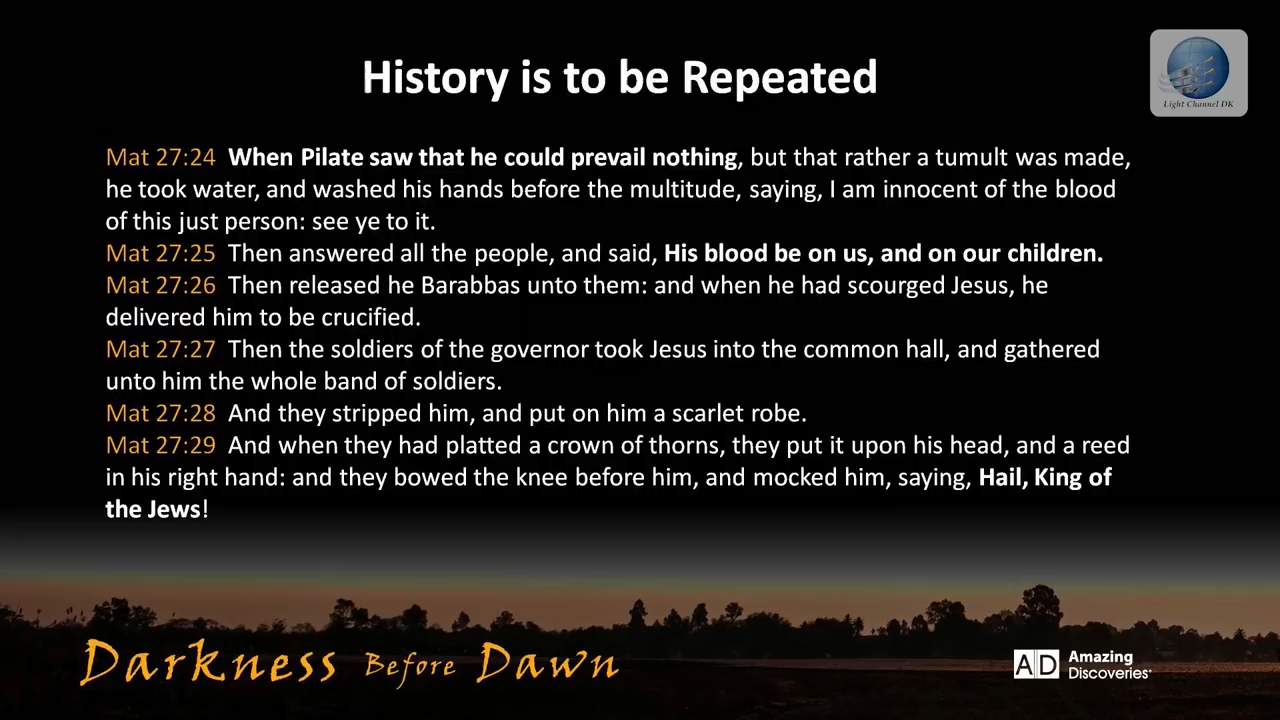 History is to be Repeated
Light Channel DK
Mat 27:24 When Pilate saw that he could prevail nothing, but that rather a tumult was made,
he took water, and washed his hands before the multitude, saying, I am innocent of the blood
of this just person: see ye to it.
Mat 27:25 Then answered all the people, and said, His blood be on us, and on our children.
Mat 27:26 Then released he Barabbas unto them: and when he had scourged Jesus, he
delivered him to be crucified.
Mat 27:27 Then the soldiers of the governor took Jesus into the common hall, and gathered
unto him the whole band of soldiers.
Mat 27:28 And they stripped him, and put on him a scarlet robe.
Mat 27:29 And when they had platted a crown of thorns, they put it upon his head, and a reed
in his right hand: and they bowed the knee before him, and mocked him, saying, Hail, King of
the Jews!
Darkness Before Dawn
AD Amazing
Discoveries